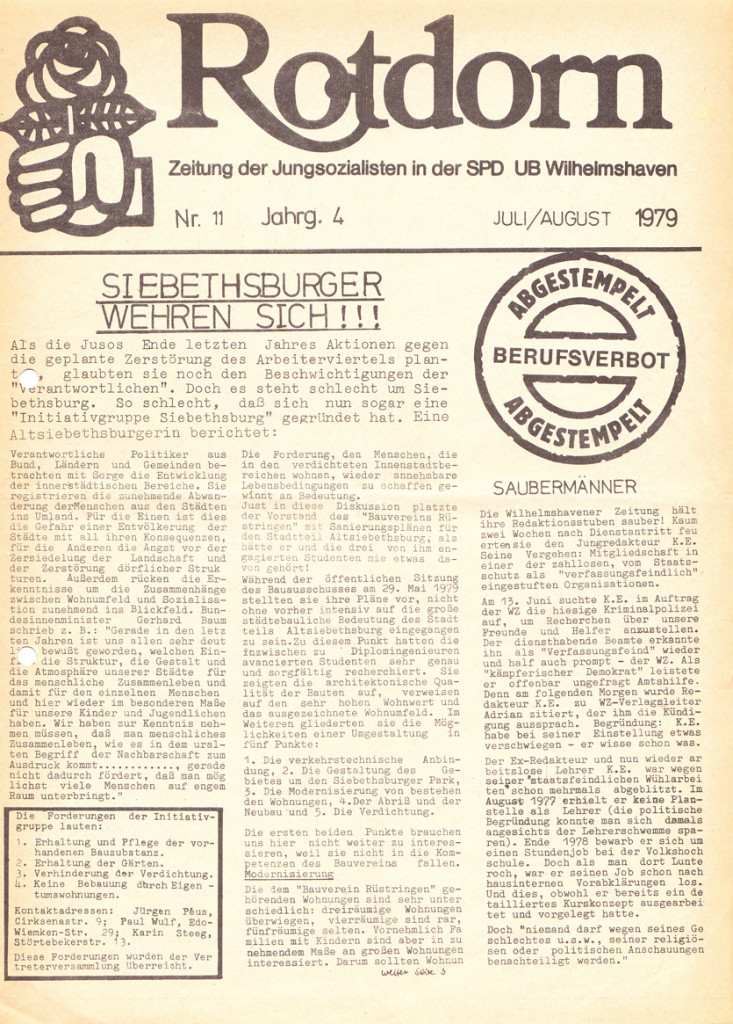 Rotdorn
Zeitung der Jungsozialisten in der SPD UB Wilhelmshaven
Nr. 11 Jahrg. 4 JULI/AUGUST 1979
SIEBETHSBURGER
WEHREN SICH!!!
Als die Jusos Ende letzten Jahres Aktionen gegen
die geplante Zerstörung des Arbeiterviertels plan-
t , glaubten sie noch den Beschwichtigungen der
"Verantwortlichen". Doch es steht schlecht um Sie-
bethsburg. So schlecht, daß sich nun sogar eine
"Initiativgruppe Siebethsburg" gegründet hat. Eine
Altsiebethsburgerin berichtet:
Verantwortliche Politiker aus
Bund, Ländern und Gemeinden be-
trachten mit Sorge die Entwicklung
der innerstädtischen Bereiche. Sie
registrieren die zunehmende Abwan-
derung derMenschen aus den Städten
ins Umland. Für die Einen ist dies
die Gefahr einer Entvölkerung der
Städte mit all ihren Konsequenzen,
für die Anderen die Angst vor der
Zersiedelung der Landschaft und
der Zerstörung dörflicher Struk
turen. Außerdem rücken die Er-
kenntnisse um die Zusammenhänge
zwischen Wohnumfeld und Sozialisa-
tion zunehmend ins Blickfeld. Bun-
desinnenminister Gerhard Baum
schrieb z.B.: "Gerade in den letz
ten Jahren ist uns allen sehr deut
li bewußt geworden, welchen Ein-
f die Struktur, die Gestalt und
die Atmosphäre unserer Städte für
das menschliche Zusammenleben und
damit für den einzelnen Menschen
und hier wieder im besonderen Maße
für unsere Kinder und Jugendlichen
haben. Wir haben zur Kenntnis neh-
men müssen, daß man menschliches
Zusammenleben, wie es in dem ural-
ten Begriff der Nachbarschaft zum
Ausdruck kommt............, gerade
nicht dadurch fördert, daß man mög
lichst viele Menschen auf engem
Raum unterbringt."
Die Forderungen der Initiativ-
gruppe lauten:
1. Erhaltung und Pflege der vor-
handenen Bausubstanz.
2. Erhaltung der Gärten.
3. Verhinderung der Verdichtung.
4. Keine Bebauung durch Eigen-
tumswohnungen.
Kontaktadressen: Jürgen Pöus,
Cirksenastr. 9; Paul Wulf, Edo-
Wiemken-Str. 29; Karin Steeg,
Störtebekerstr. 13.
Diese Forderungen wurden der Ver
treterversammlung überreicht.
Die Forderung, den Menschen, die
in den verdichteten Innenstadtbe-
reichen wohnen, wieder annehmbare
Lebensbedingungen zu schaffen ge-
winnt an Bedeutung.
Just in diese Diskussion platzte
der Vorstand des "Bauvereins Rü-
stringen" mit Sanierungsplänen für
den Stadtteil Altsiebethsburg, als
hätte er und die drei von ihm en-
gagierten Studenten nie etwas da-
von gehört!
Während der öffentlichen Sitzung
des Bauausschusses am 29. Mai 1979
stellten sie ihre Pläne vor, nicht
ohne vorher intensiv auf die große
städtebauliche Bedeutung des Stadt
teils Altsiebethsburg eingegangen
zu sein.Zu diesem Punkt hatten die
inzwischen zu Diplomingenieuren
avancierten Studenten sehr genau
und sorgfältig recherchiert. Sie
zeigten die architektonische Qua-
lität der Bauten auf, verweisen
auf den sehr hohen Wohnwert und
das ausgezeichnete Wohnumfeld. Im
Weiteren gliederten sie die Mög-
lichkeiten einer Umgestaltung in
fünf Punkte:
1. Die verkehrstechnische Anbin-
dung, 2. Die Gestaltung des Ge-
bietes um den Siebethsburger Park,
3. Die Modernisierung von bestehen
den Wohnungen, 4.Der Abriß und der
Neubau und 5. Die Verdichtung.
Die ersten beiden Punkte brauchen
uns hier nicht weiter zu interes-
sieren, weil sie nicht in die Kom-
petenzen des Bauvereins fallen.
Modernisierung
Die dem "Bauverein Rüstringen" ge-
hörenden Wohnungen sind sehr unter
schiedlich: dreiräumige Wohnungen
überwiegen, vierräumige sind rar,
fünfräumige selten. Vornehmlich Fa
milien mit Kindern sind aber in zu
nehmendem Maße an großen Wohnungen
interessiert. Darum sollten Wohnun
weiter Seite 3
ABGESTEMPELT
BERUFSVERBOT
ABGESTEMPELT
SAUBERMÄNNER
Die Wilhelmshavener Zeitung hält
ihre Redaktionsstuben sauber! Kaum
zwei Wochen nach Dienstantritt feu
erten sie den Jungredakteur K.E.
Seine Vergehen: Mitgliedschaft in
einer der zahllosen, vom Staats-
schutz als "verfassungsfeindlich"
eingestuften Organisationen.
Am 13. Juni suchte K.E. im Auftrag
der WZ die hiesige Kriminalpolizei
auf, um Recherchen über unsere
Freunde und Helfer anzustellen.
Der diensthabende Beamte erkannte
ihn als "Verfassungsfeind" wieder
und half auch prompt - der WZ. Als
"kämpferischer Demokrat" leistete
er offenbar ungefragt Amtshilfe.
Denn am folgenden Morgen wurde Re-
dakteur K.E. zu WZ-Verlagsleiter
Adrian zitiert, der ihm die Kündi-
gung aussprach. Begründung: K.E.
habe bei seiner Einstellung etwas
verschwiegen - er wisse schon was.
Der Ex-Redakteur und nun wieder ar
beitslose Lehrer K.E. war wegen
seiner staatsfeindlichen Wühlarbei
ten schon mehrmals abgeblitzt. Im
August 1977 erhielt er keine Plan-
stelle als Lehrer (die politische
Begründung konnte man sich damals
angesichts der Lehrerschwemme spa-
ren). Ende 1978 bewarb er sich um
einen Stundenjob bei der Volkshoch
schule. Doch als man dort Lunte
roch, war er seinen Job schon nach
hausinternen Vorabklärungen los.
Und dies, obwohl er bereits ein de
tailliertes Kurskonzept ausgearbei
tet und vorgelegt hatte.
Doch "niemand darf wegen seines Ge
schlechtes u.s.w., seiner religiö-
sen oder politischen Anschauungen
benachteiligt werden."